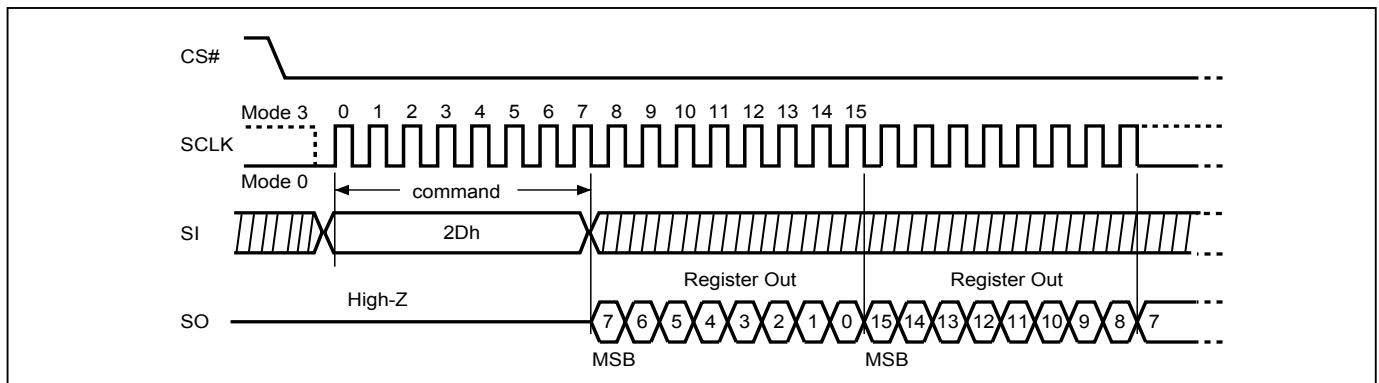 CS#
Mode 3 0 1 2 3 4 5 6 7 8 9 10 11 12 13 14 15
SCLK
Mode 0
command
SI 2Dh
Register Out Register Out
High-Z
SO 7 6 5 4 3 2 1 0 15 14 13 12 11 10 9 8 7
MSB MSB